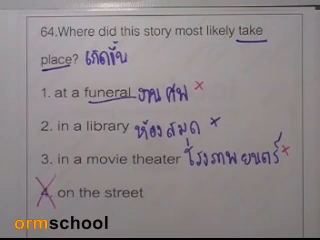 64.Where did this story most likely take
place? เกิดขึ้น
1. at a funeral งานศพ ×
2. in a library ห้องสมุด ×
3. in a movie theater โรงภาพยนตร์ ×
4. on the street
ormschool